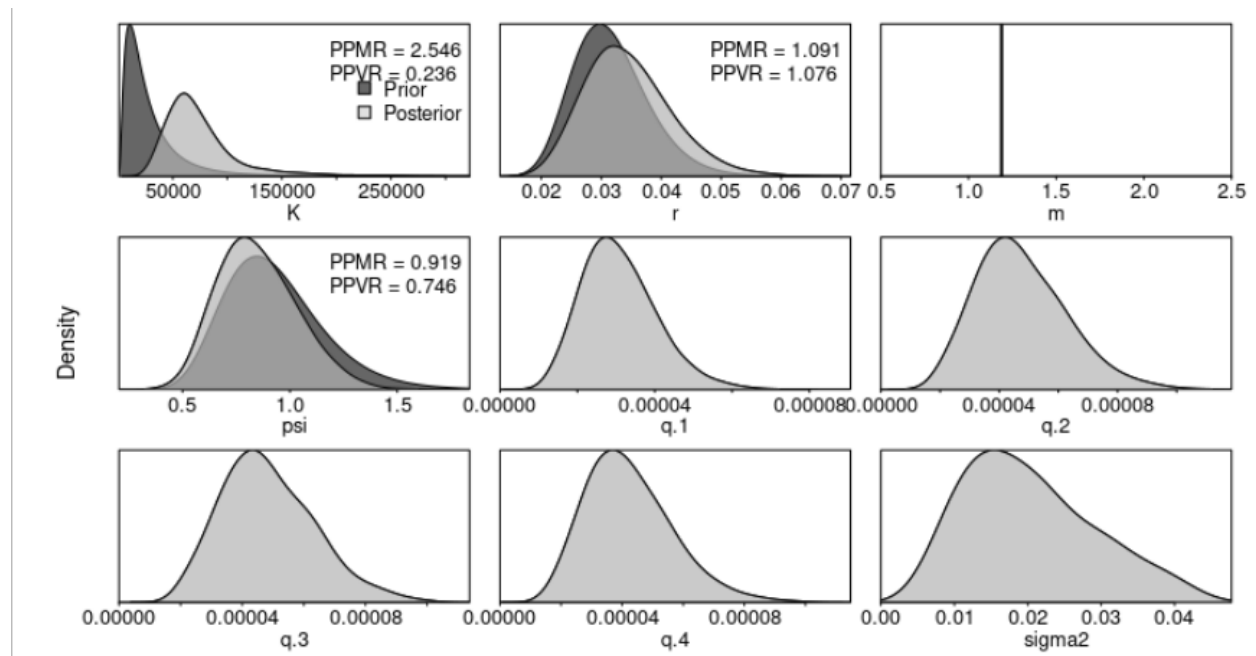 PPMR = 2.546
PPVR = 0.236
Prior
Posterior
50000 150000 250000
K
PPMR = 1.091
PPVR = 1.076
0.02 0.03 0.04 0.05 0.06 0.07
r
0.5 1.0 1.5 2.0 2.5
m
Density
PPMR = 0.919
PPVR = 0.746
0.5 1.0 1.5
psi
0.00000 0.00004 0.00008
q.1
0.00000 0.00004 0.00008
q.2
0.00000 0.00004 0.00008
q.3
0.00000 0.00004 0.00008
q.4
0.00 0.01 0.02 0.03 0.04
sigma2